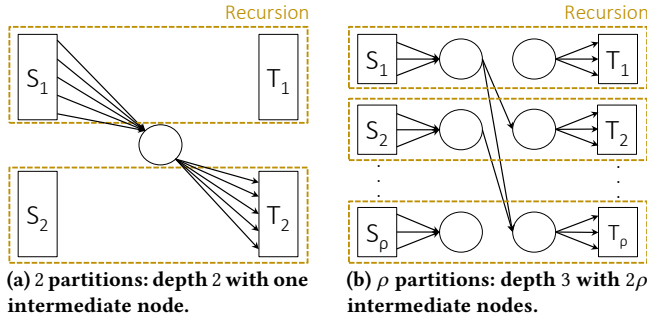 Recursion
S1
T1
S2
T2
(a) 2 partitions: depth 2 with one
intermediate node.
Recursion
S1
T1
S2
T2
Sρ
Tρ
(b) ρ partitions: depth 3 with 2ρ
intermediate nodes.